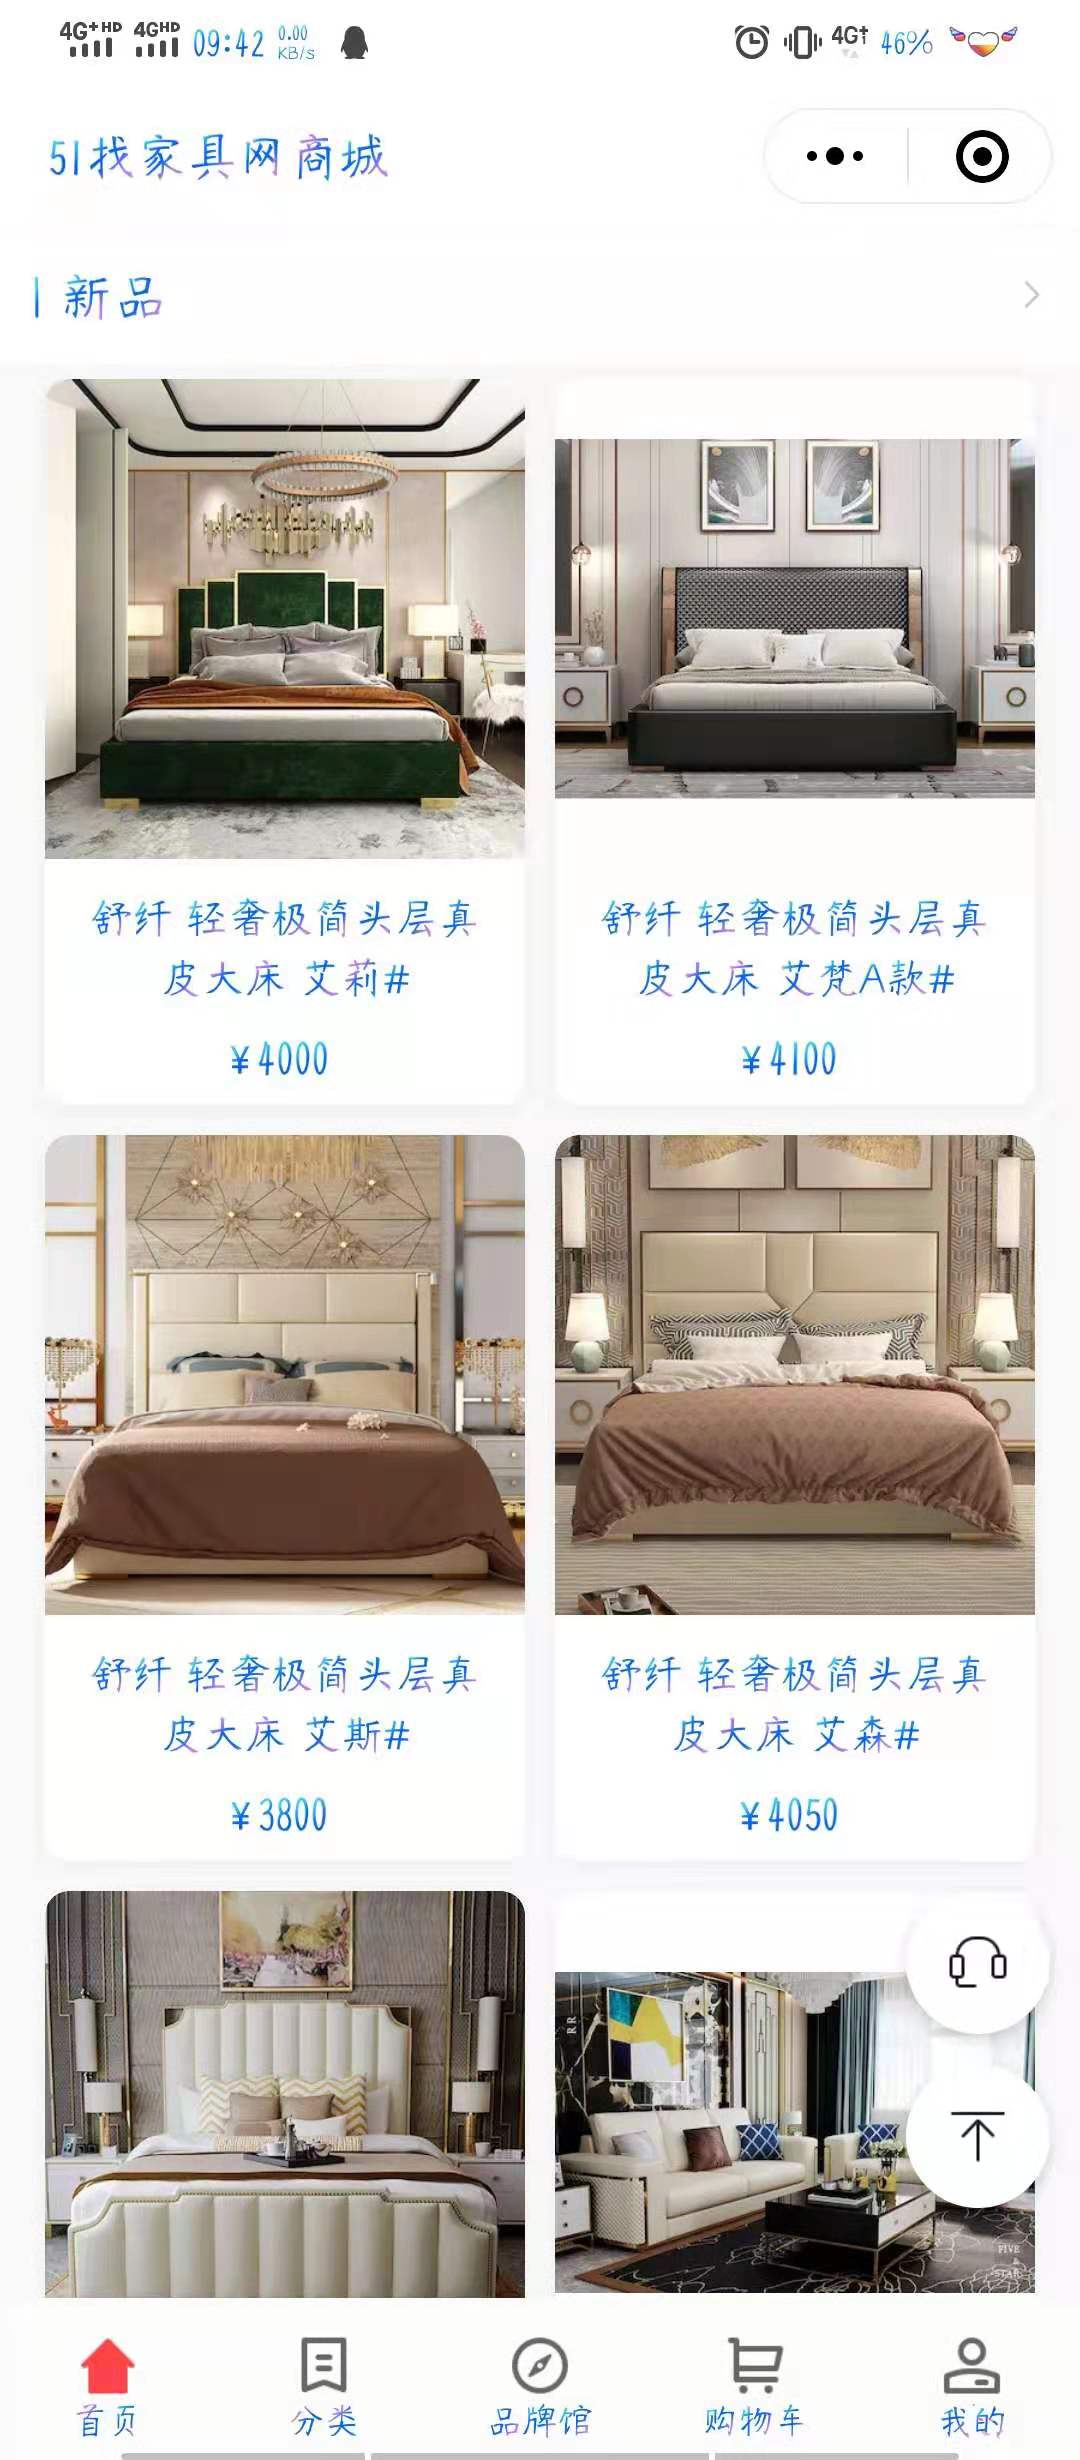 4G+HD 4GHD 09:42 0.00 KB/s 4G 46%
51找家具网商城
新品
舒纤 轻奢极简头层真
皮大床 艾莉#
¥4000
舒纤 轻奢极简头层真
皮大床 艾梵A款#
¥4100
舒纤 轻奢极简头层真
皮大床 艾斯#
¥3800
舒纤 轻奢极简头层真
皮大床 艾森#
¥4050
RR
FIVE
&
STAR
首页 分类 品牌馆 购物车 我的